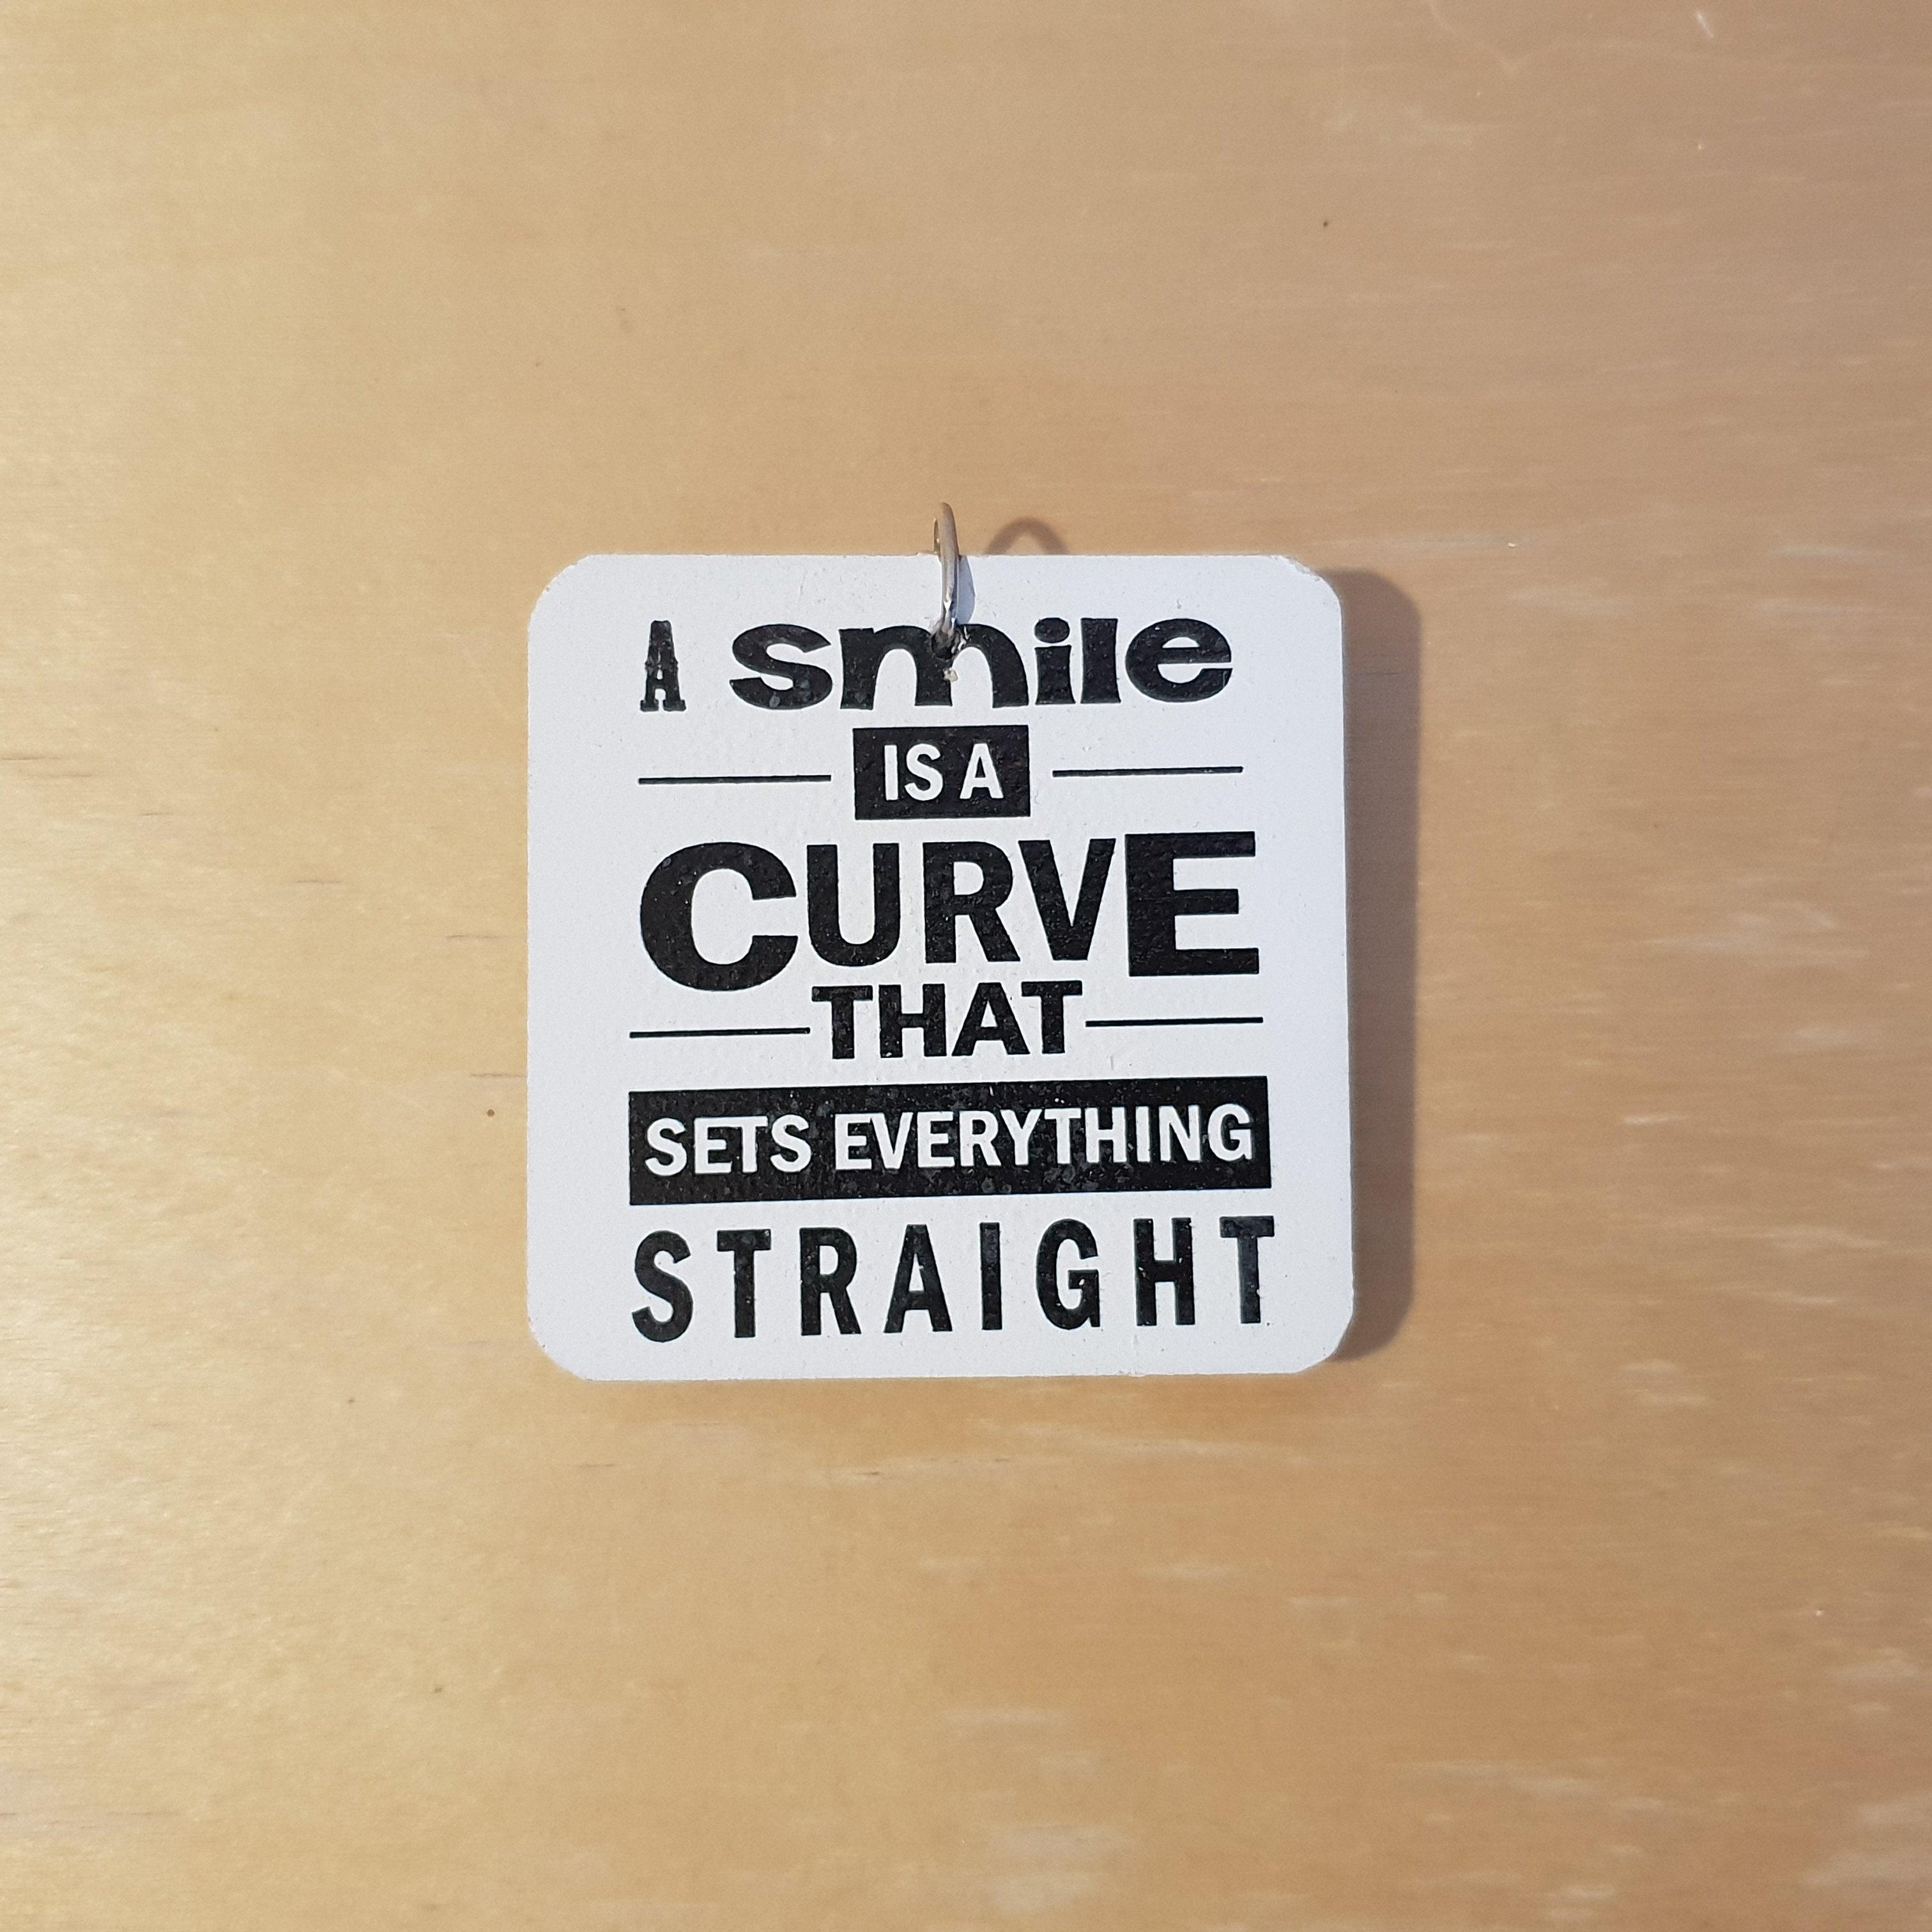 A smile
IS A
CURVE
THAT
SETS EVERYTHING
STRAIGHT